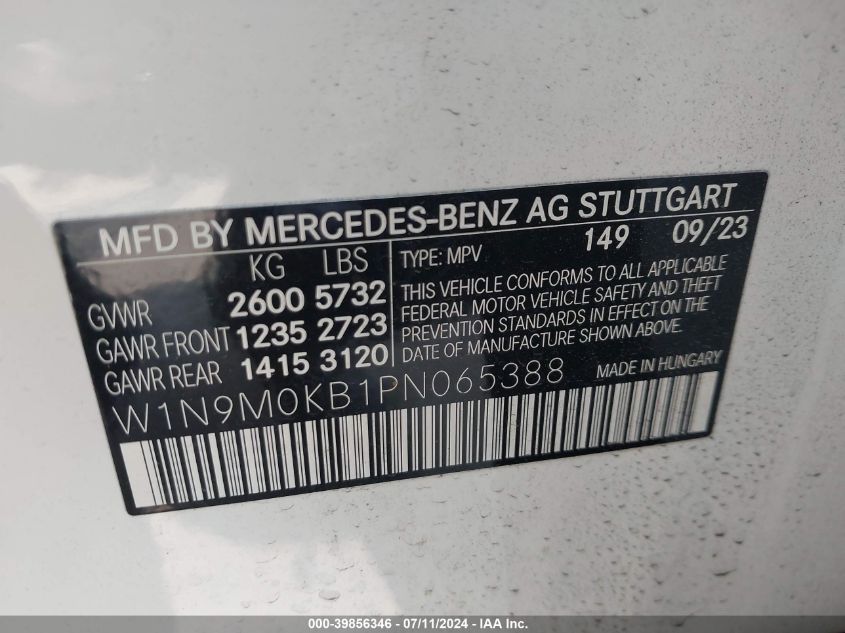 MFD BY MERCEDES-BENZ AG STUTTGART
KG LBS
GVWR 2600 5732
GAWR FRONT 1235 2723
GAWR REAR 1415 3120
TYPE: MPV 149 09/23
THIS VEHICLE CONFORMS TO ALL APPLICABLE
FEDERAL MOTOR VEHICLE SAFETY AND THEFT
PREVENTION STANDARDS IN EFFECT ON THE
DATE OF MANUFACTURE SHOWN ABOVE.
W1N9M0KB1PN065388
MADE IN HUNGARY
000-39856346 - 07/11/2024 - IAA Inc.